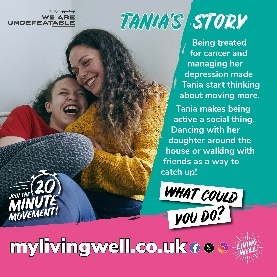 WE ARE
UNDEFEATABLE
TANIA'S STORY
Being treated
for cancer and
managing her
depression made
Tania start thinking
about moving more.
Tania makes being
active a social thing.
Dancing with her
daughter around the
house or walking with
friends as a way to
catch up!
JOIN THE 20
MINUTE
MOVEMENT!
WHAT COULD
YOU DO?
mylivingwell.co.uk
LIVING
WELL